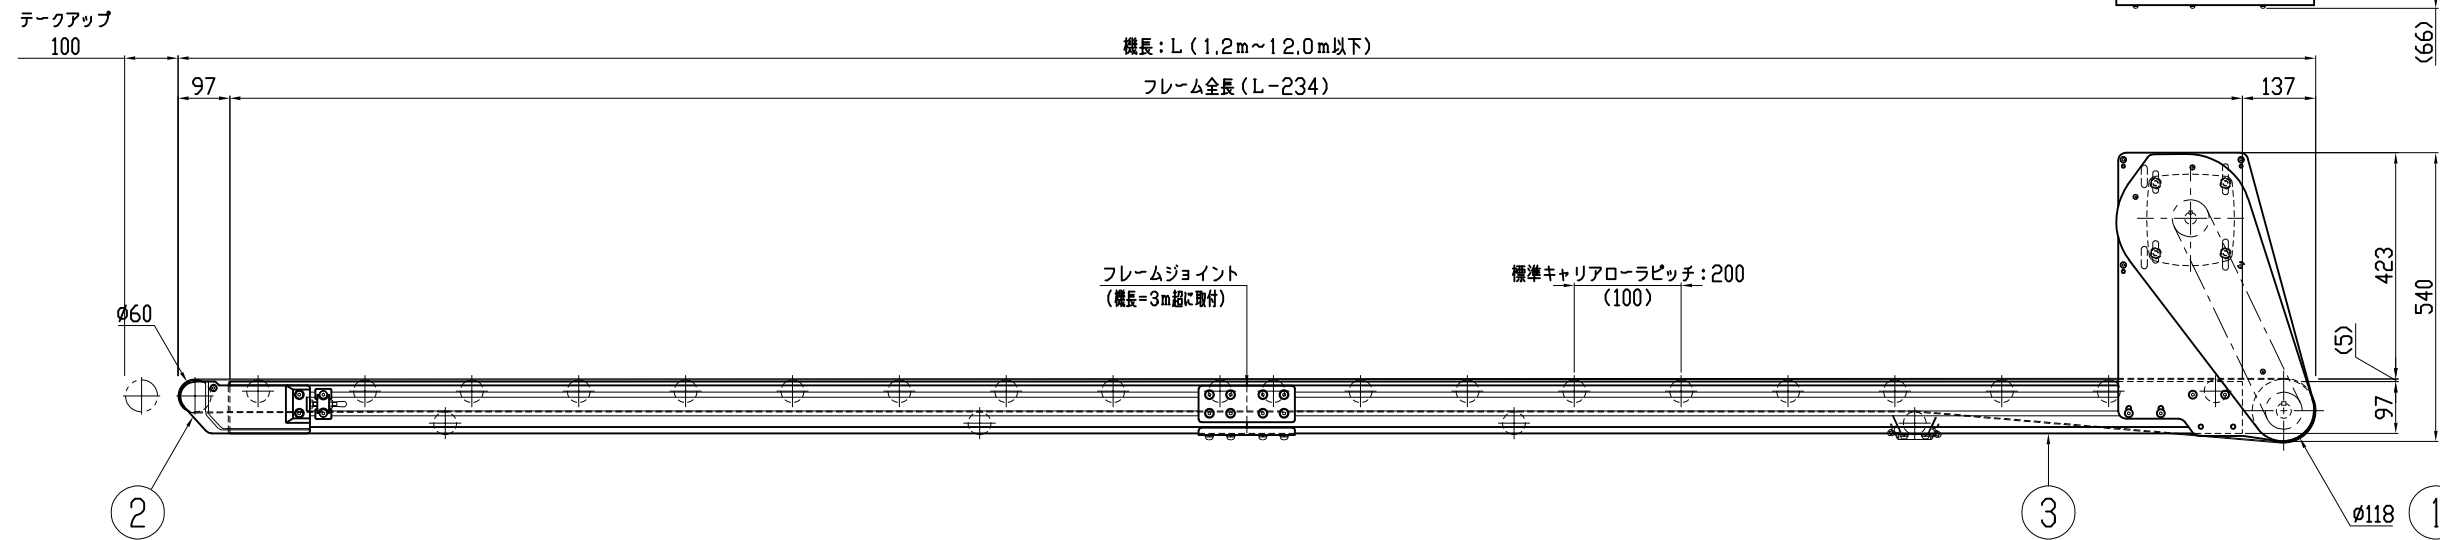 テークアップ
100
機長:L(1.2m~12.0m以下)
(66)
97
フレーム全長(L-234)
137
フレームジョイント
(機長=3m超に取付)
標準キャリアローラピッチ:200
(100)
423
540
(5)
97
ø60
ø118
2
3
1